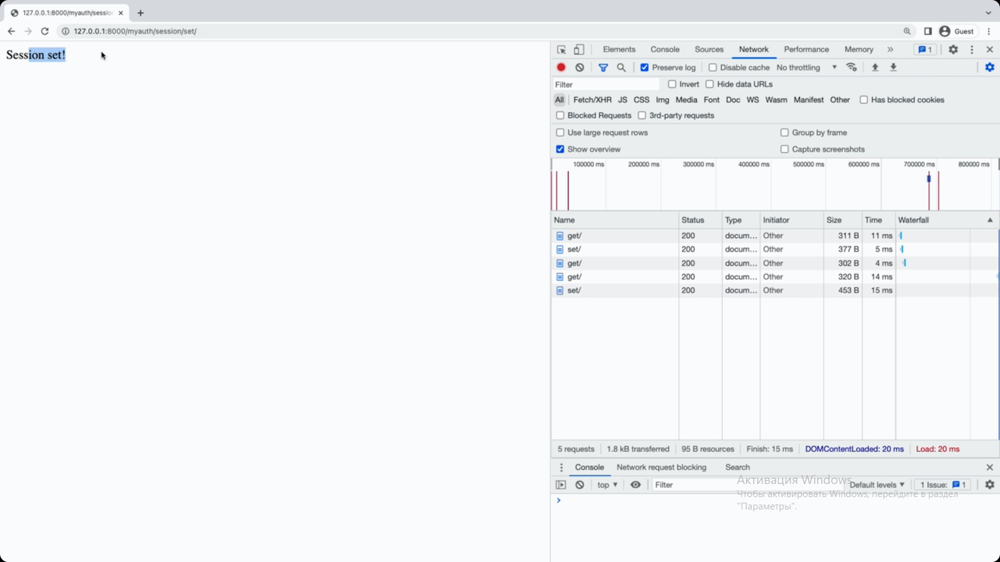 127.0.0.1:8000/myauth/session
127.0.0.1:8000/myauth/session/set/
Guest
Session set!
Elements Console Sources Network Performance Memory 1
Preserve log Disable cache No throttling
Filter Invert Hide data URLs
All Fetch/XHR JS CSS Img Media Font Doc WS Wasm Manifest Other Has blocked cookies
Blocked Requests 3rd-party requests
Use large request rows Group by frame
Show overview Capture screenshots
100000 ms 200000 ms 300000 ms 400000 ms 500000 ms 600000 ms 700000 ms 800000 ms
Name Status Type Initiator Size Time Waterfall
get/ 200 docum... Other 311 B 11 ms
set/ 200 docum... Other 377 B 5 ms
get/ 200 docum... Other 302 B 4 ms
get/ 200 docum... Other 320 B 14 ms
set/ 200 docum... Other 453 B 15 ms
5 requests 1.8 kB transferred 95 B resources Finish: 15 ms DOMContentLoaded: 20 ms Load: 20 ms
Console Network request blocking Search
top Filter Default levels 1 Issue: 1
Активация Windows
Чтобы активировать Windows, перейдите в раздел
"Параметры".